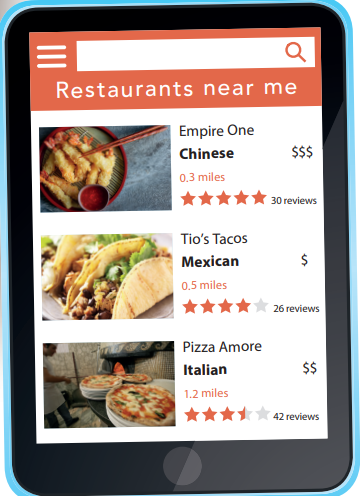 Restaurants near me
Empire One
Chinese $$$
0.3 miles
30 reviews
Tio's Tacos
Mexican $
0.5 miles
26 reviews
Pizza Amore
Italian $$
1.2 miles
42 reviews